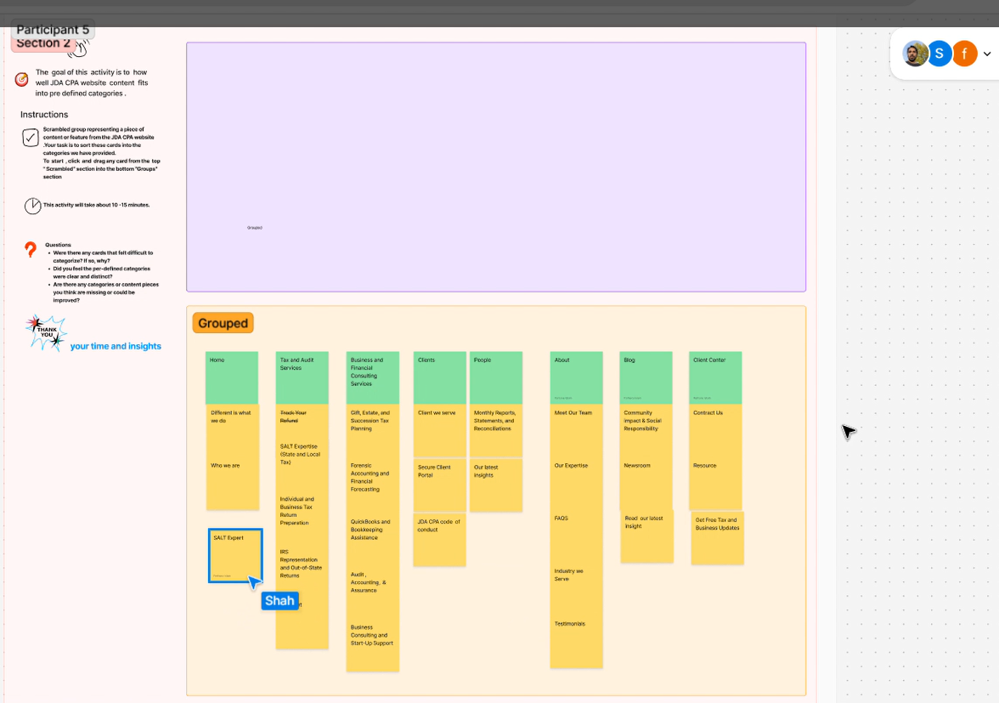 Participant 5
Section 2
The goal of this activity is to how
well JDA CPA website content fits
into pre defined categories .
Instructions
Scrambled group representing a piece of
content or feature from the JDA CPA website
.Your task is to sort these cards into the
categories we have provided.
To start , click and drag any card from the top
" Scrambled" section into the bottom "Groups"
section
This activity will take about 10 -15 minutes.
Questions
• Were there any cards that felt difficult to
categorize? If so, why?
• Did you feel the per-defined categories
were clear and distinct?
• Are there any categories or content pieces
you think are missing or could be
improved?
THANK
YOU
your time and insights
S
f
Grouped
Grouped
Home
Different is what
we do
Who we are
SALT Expert
Shah
Tax and Audit
Services
Track Your
Refund
SALT Expertise
(State and Local
Tax)
Individual and
Business Tax
Return
Preparation
IRS
Representation
and Out-of-State
Returns
Business and
Financial
Consulting
Services
Gift, Estate, and
Succession Tax
Planning
Forensic
Accounting and
Financial
Forecasting
QuickBooks and
Bookkeeping
Assistance
Audit ,
Accounting, &
Assurance
Business
Consulting and
Start-Up Support
Clients
Client we serve
Secure Client
Portal
JDA CPA code of
conduct
People
Monthly Reports,
Statements, and
Reconciliations
Our latest
insights
About
Meet Our Team
Our Expertise
FAQS
Industry we
Serve
Testimonials
Blog
Community
Impact & Social
Responsibility
Newsroom
Read our latest
insight
Client Center
Contract Us
Resource
Get Free Tax and
Business Updates